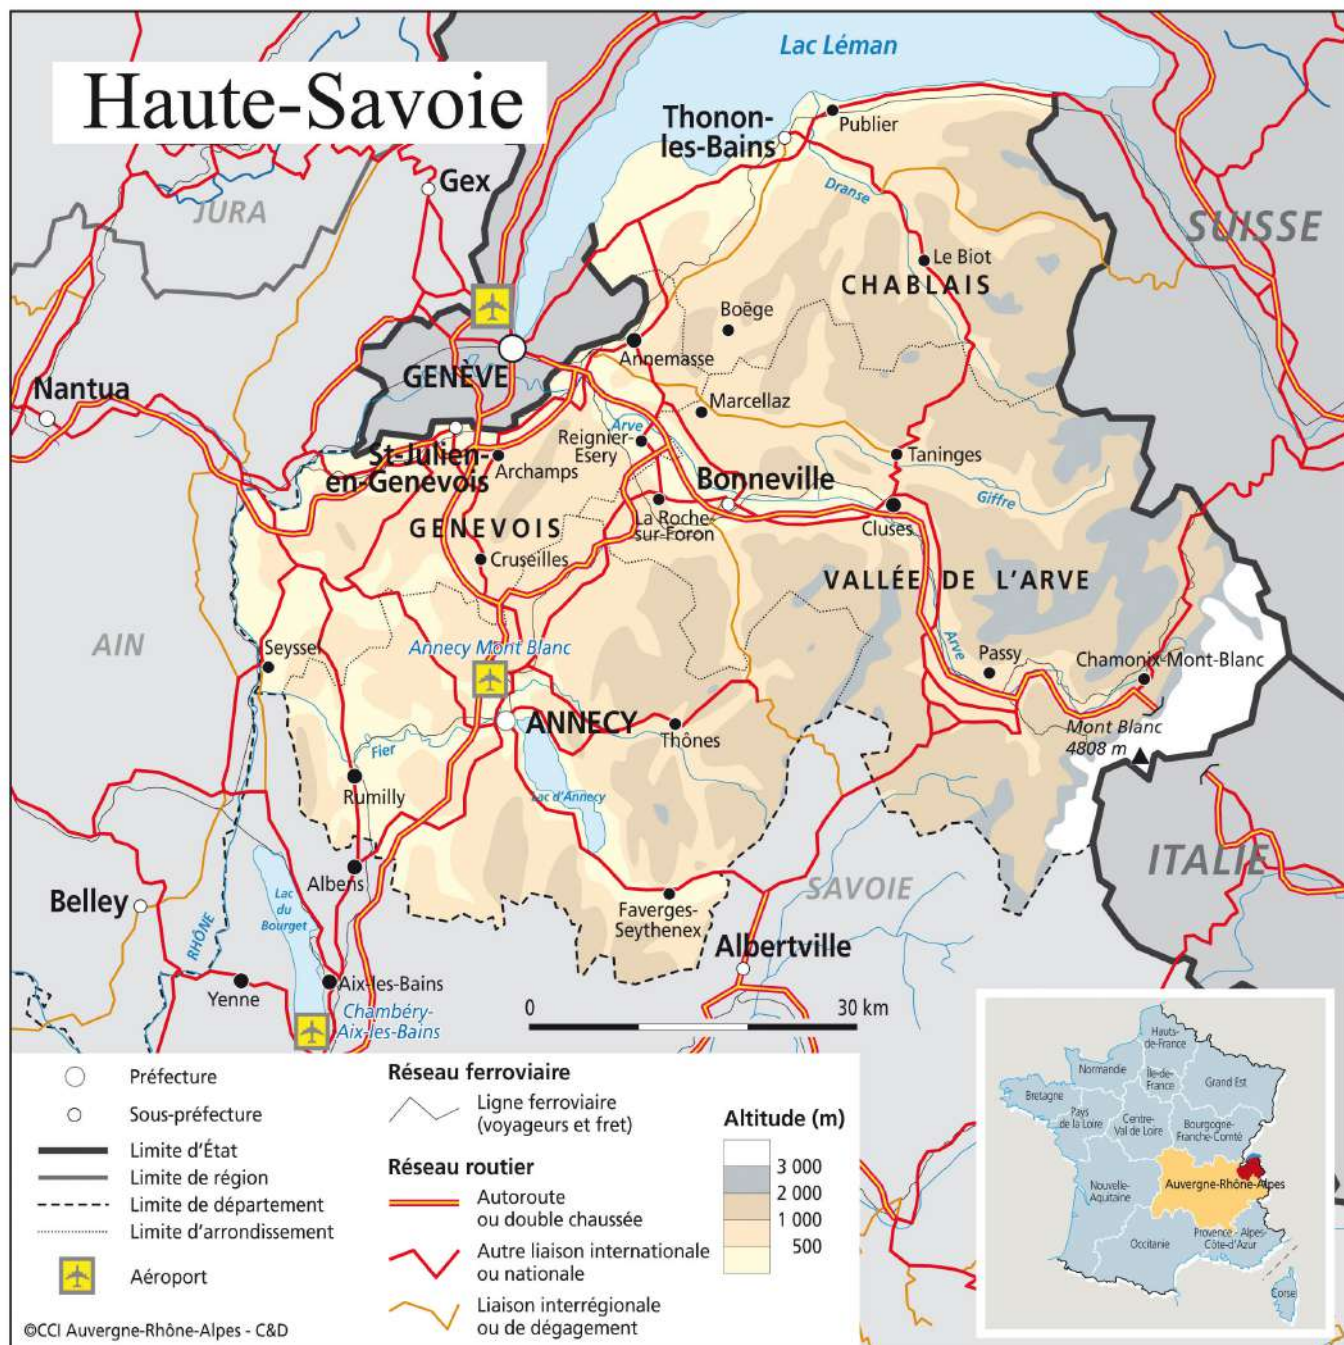 Haute-Savoie
Lac Léman
Thonon-
les-Bains
Publier
Gex
JURA
Dranse
SUISSE
Le Biot
CHABLAIS
Boëge
Annemasse
GENÈVE
Nantua
Marcellaz
Arve
Reignier-
Esery
St-Julien-
en-Genevois
Archamps
Taninges
Bonneville
Giffre
La Roche-
sur-Foron
Cluses
GENEVOIS
Cruseilles
VALLÉE DE L'ARVE
AIN
Seyssel
Annecy Mont Blanc
Arve
Passy
Chamonix-Mont-Blanc
ANNECY
Mont Blanc
4808 m
Thônes
Fier
Rumilly
Lac d'Annecy
ITALIE
Albens
SAVOIE
Belley
Lac
du
Bourget
Faverges-
Seythenex
RHÔNE
Albertville
Yenne
Aix-les-Bains
Chambéry-
Aix-les-Bains
0 30 km
Préfecture
Sous-préfecture
Limite d'État
Limite de région
Limite de département
Limite d'arrondissement
Aéroport
©CCI Auvergne-Rhône-Alpes - C&D
Réseau ferroviaire
Ligne ferroviaire
(voyageurs et fret)
Réseau routier
Autoroute
ou double chaussée
Autre liaison internationale
ou nationale
Liaison interrégionale
ou de dégagement
Altitude (m)
3 000
2 000
1 000
500
Hauts-
de-France
Normandie
Île-de-
France
Grand Est
Bretagne
Pays
de la Loire
Centre-
Val de Loire
Bourgogne-
Franche-Comté
Nouvelle-
Aquitaine
Auvergne-Rhône-Alpes
Occitanie
Provence - Alpes-
Côte-d'Azur
Corse